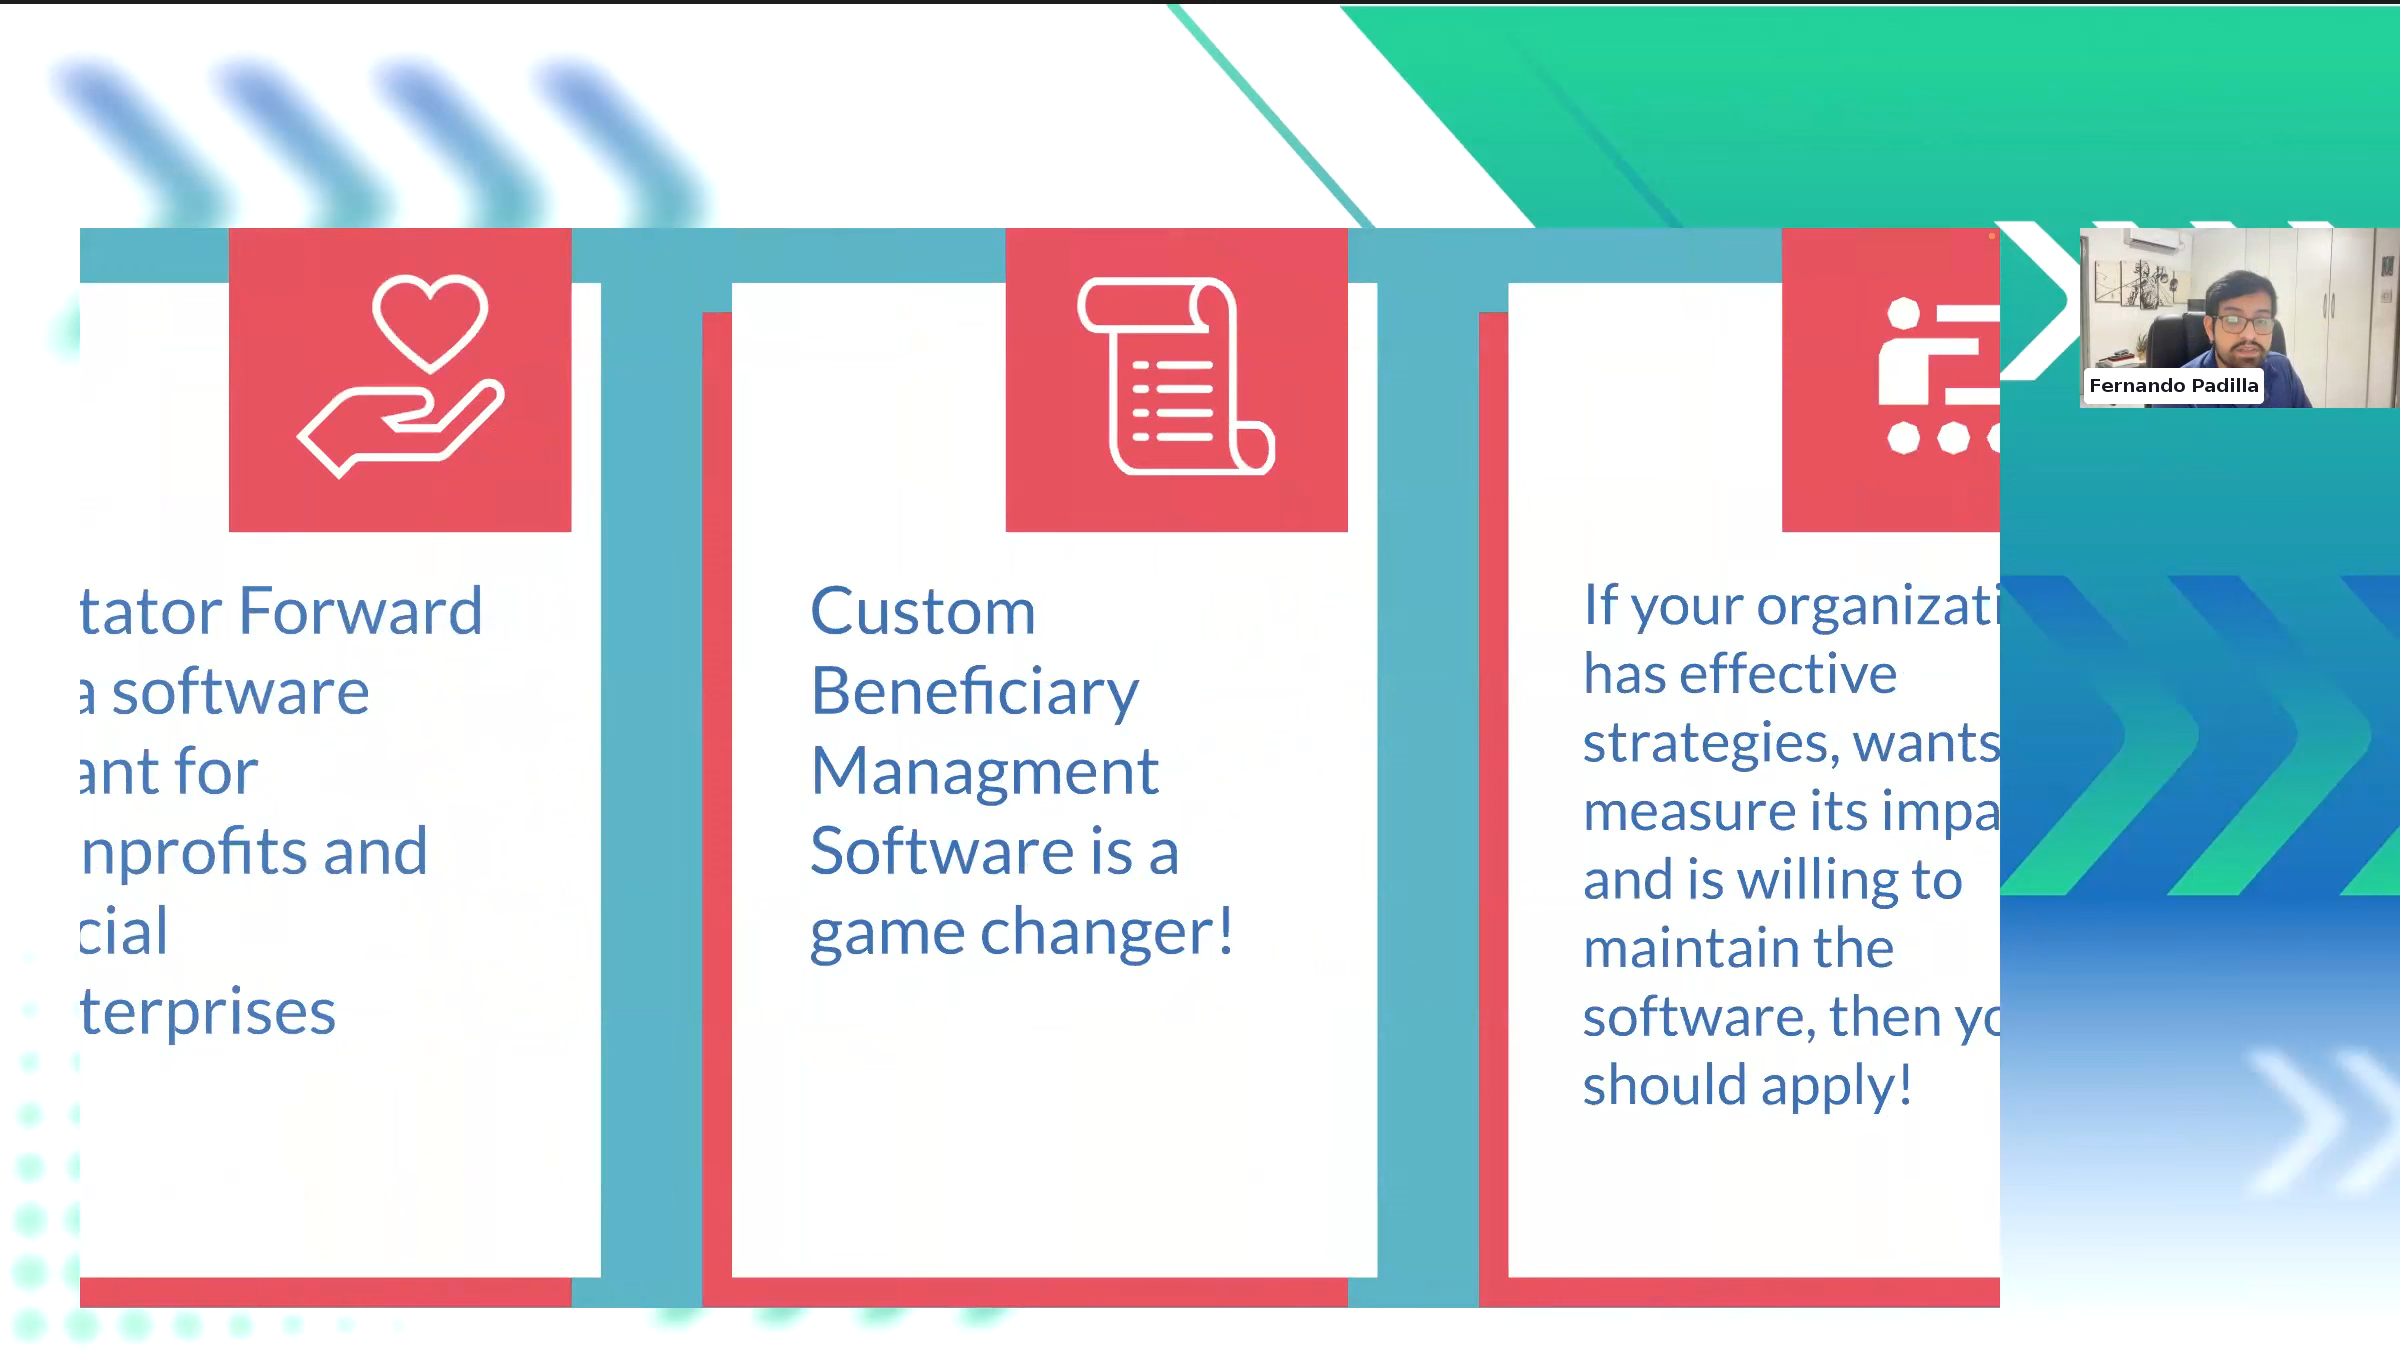 tator Forward
a software
ant for
nprofits and
cial
terprises
Custom
Beneficiary
Managment
Software is a
game changer!
If your organizati
has effective
strategies, wants
measure its impa
and is willing to
maintain the
software, then yo
should apply!
Fernando Padilla